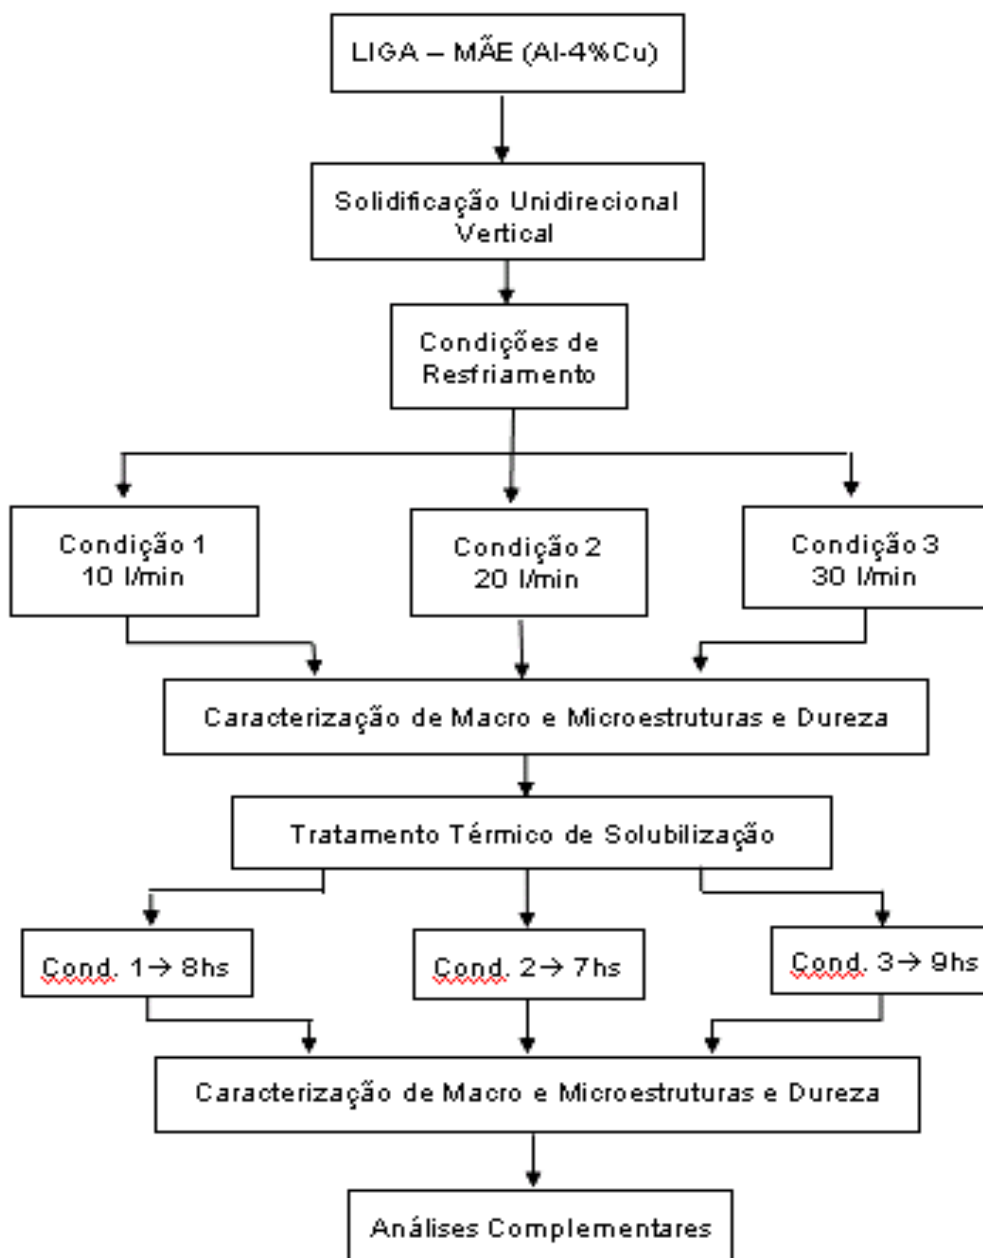 LIGA – MÃE (Al-4%Cu)
Solidificação Unidirecional
Vertical
Condições de
Resfriamento
Condição 1
10 l/min
Condição 2
20 l/min
Condição 3
30 l/min
Caracterização de Macro e Microestruturas e Dureza
Tratamento Térmico de Solubilização
Cond. 1→ 8hs
Cond. 2→ 7hs
Cond. 3→ 9hs
Caracterização de Macro e Microestruturas e Dureza
Análises Complementares